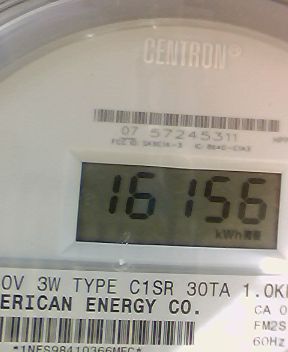 CENTRON®
07 57245311
16156
kWh
0V 3W TYPE C1SR 30TA 1.0K
ERICAN ENERGY CO.
CA 0
FM2S
60Hz